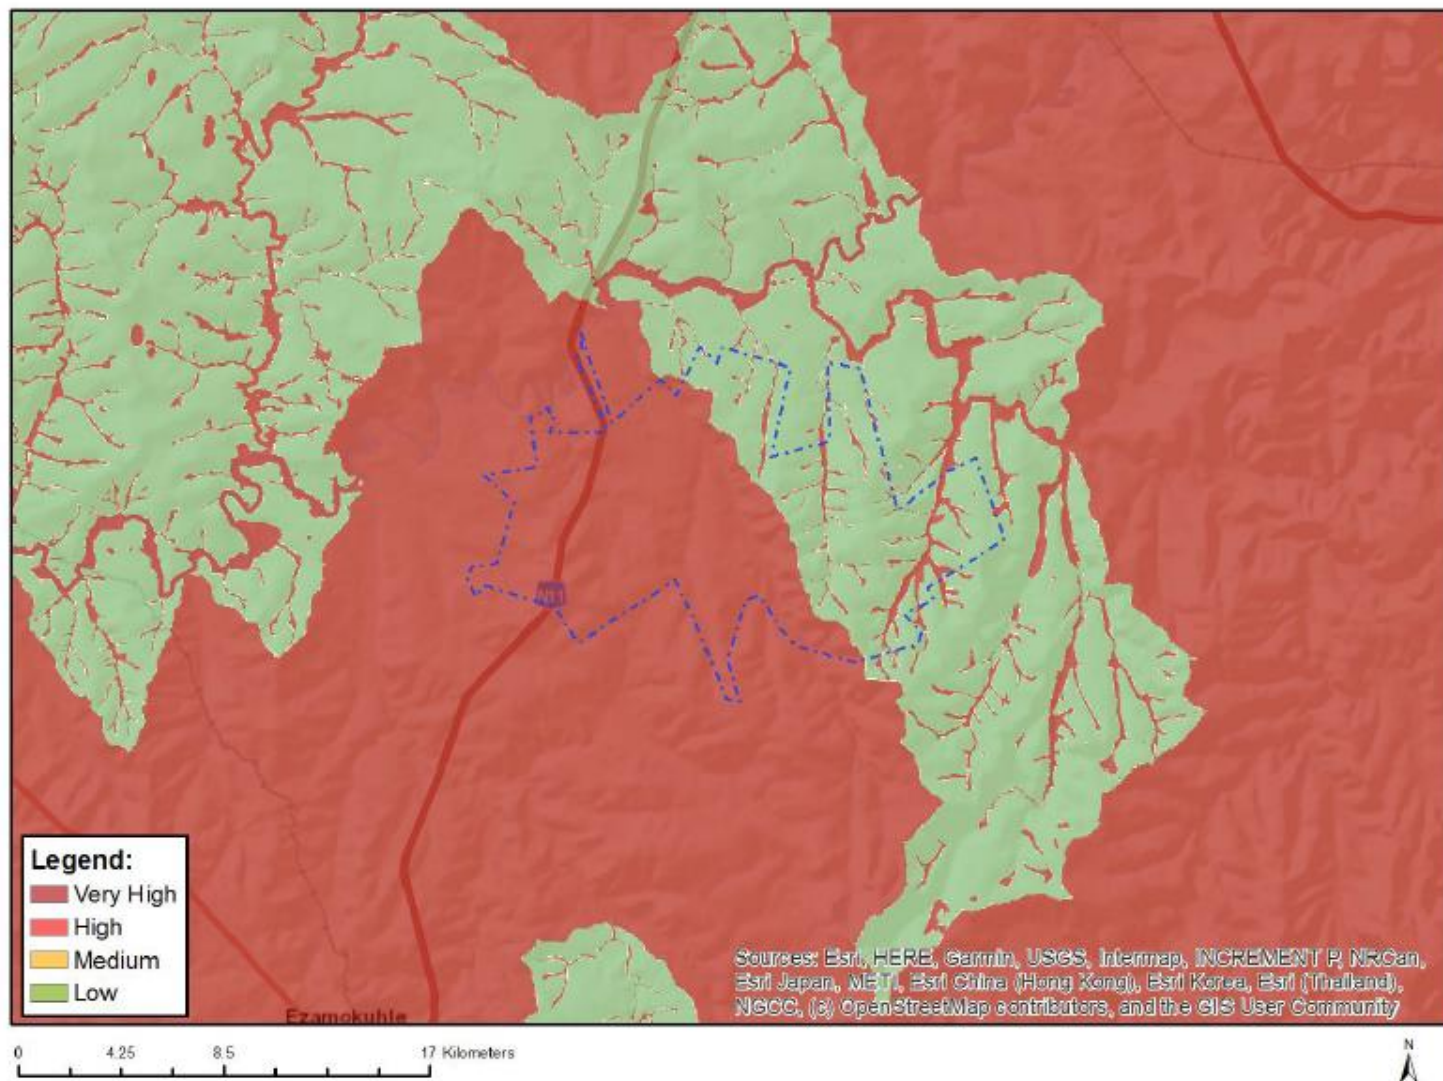 N11
Legend:
Very High
High
Medium
Low
Ezamokuhle
Sources: Esri, HERE, Garmin, USGS, Intermap, INCREMENT P, NRCan,
Esri Japan, METI, Esri China (Hong Kong), Esri Korea, Esri (Thailand),
NGCC, (c) OpenStreetMap contributors, and the GIS User Community
0 4.25 8.5 17 Kilometers
N